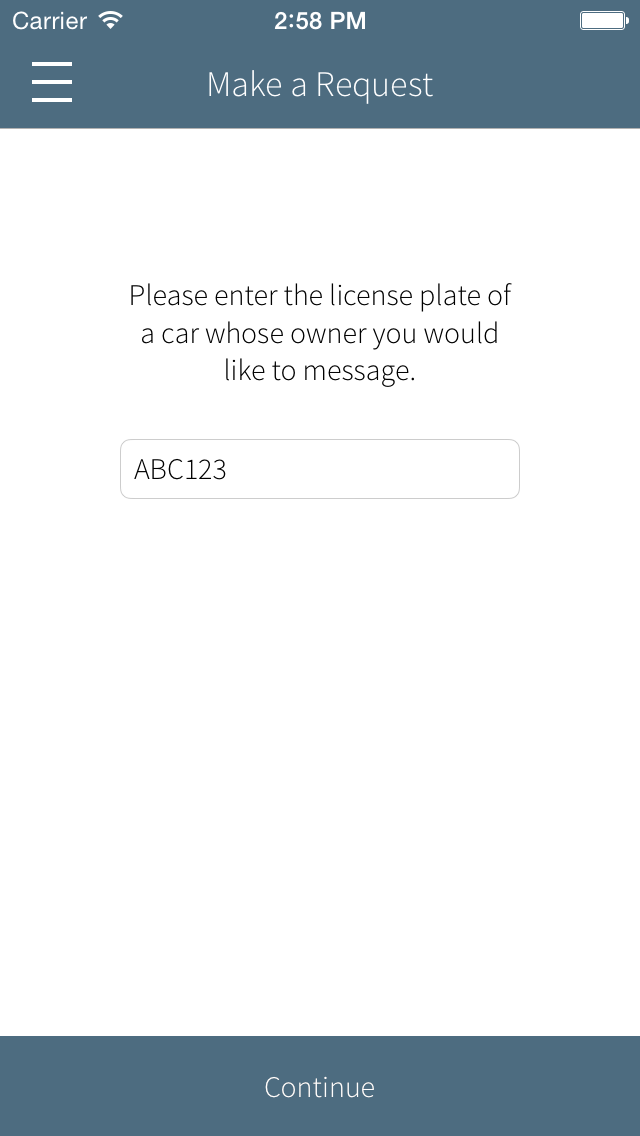 Carrier 2:58 PM
Make a Request
Please enter the license plate of
a car whose owner you would
like to message.
ABC123
Continue